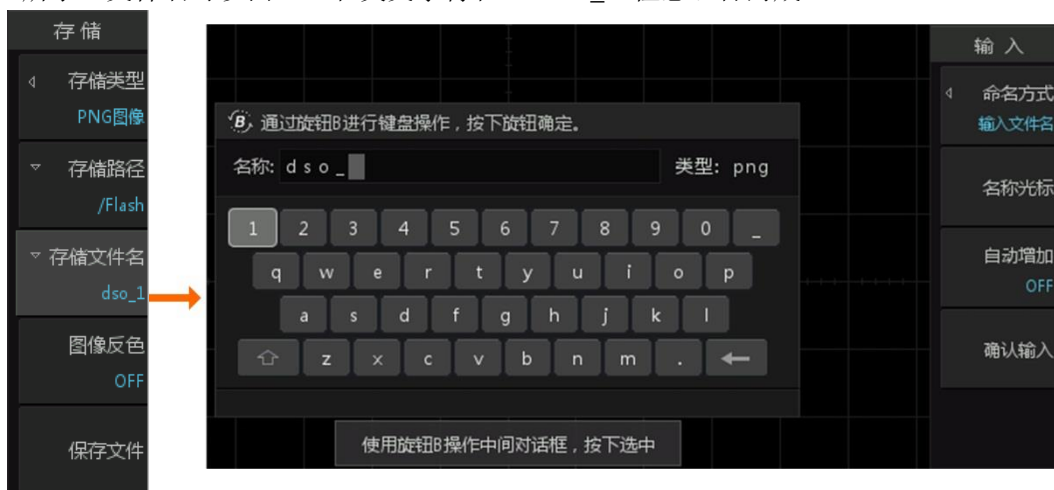 存储
存储类型
PNG图像
存储路径
/Flash
存储文件名
dso_1
图像反色
OFF
保存文件
B 通过旋钮B进行键盘操作，按下旋钮确定。
名称: dso_ 类型: png
1 2 3 4 5 6 7 8 9 0 _
q w e r t y u i o p
a s d f g h j k l
z x c v b n m .
使用旋钮B操作中间对话框，按下选中
输入
命名方式
输入文件名
名称光标
自动增加
OFF
确认输入